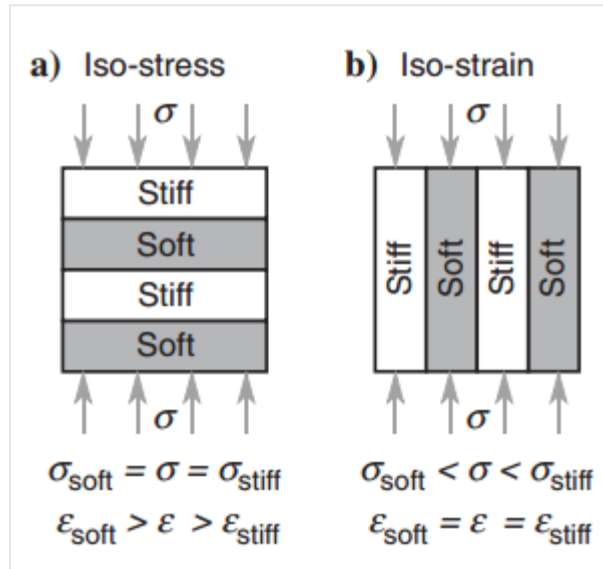 a) Iso-stress
σ
Stiff
Soft
Stiff
Soft
σ
σsoft = σ = σstiff
εsoft > ε > εstiff
b) Iso-strain
σ
Stiff Soft Stiff Soft
σ
σsoft < σ < σstiff
εsoft = ε = εstiff